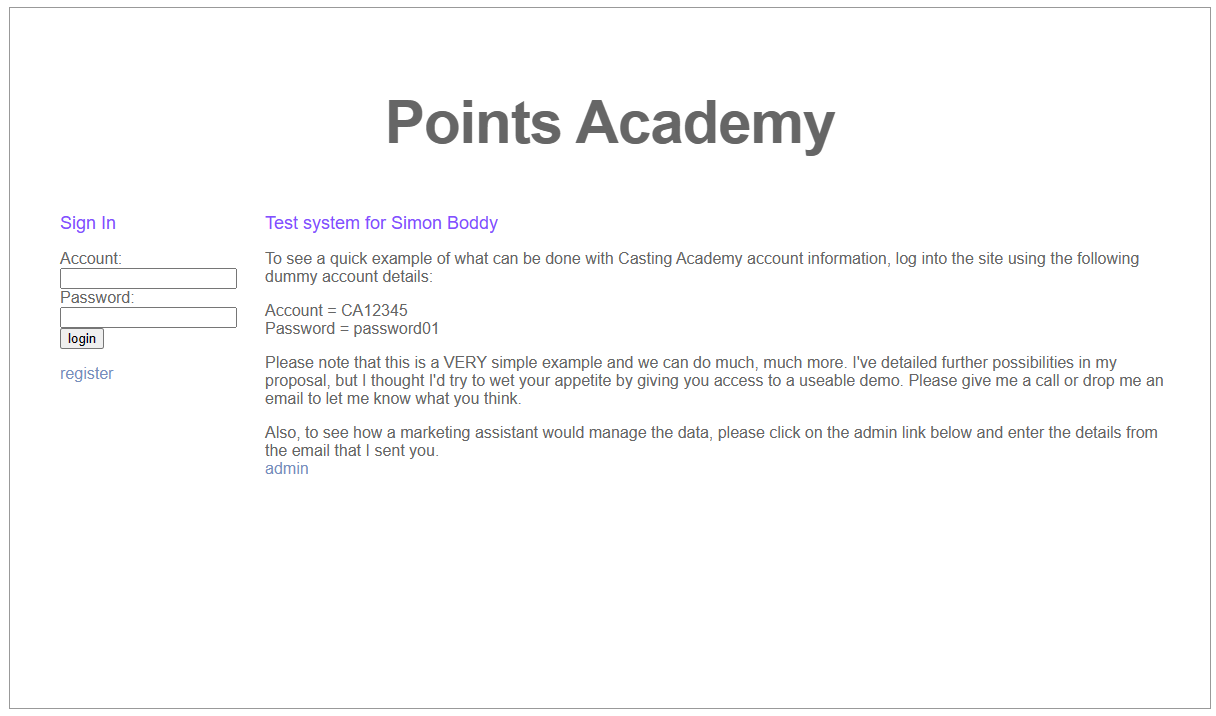 Points Academy
Sign In
Account:
Password:
login
register
Test system for Simon Boddy
To see a quick example of what can be done with Casting Academy account information, log into the site using the following
dummy account details:
Account = CA12345
Password = password01
Please note that this is a VERY simple example and we can do much, much more. I've detailed further possibilities in my
proposal, but I thought I'd try to wet your appetite by giving you access to a useable demo. Please give me a call or drop me an
email to let me know what you think.
Also, to see how a marketing assistant would manage the data, please click on the admin link below and enter the details from
the email that I sent you.
admin